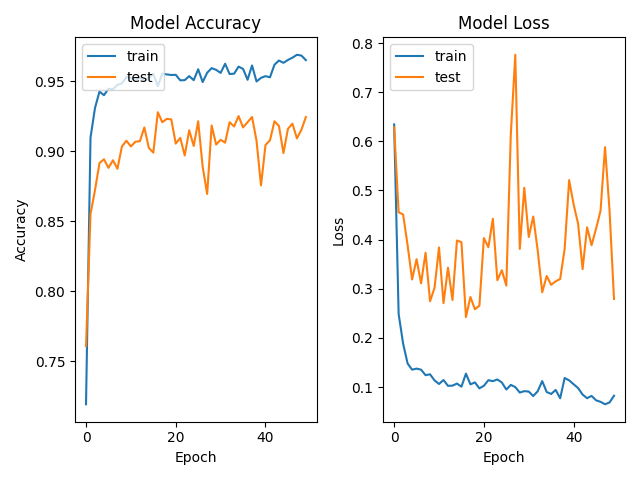 Model Accuracy
train
test
0.95
0.90
0.85
0.80
0.75
Accuracy
0
20
40
Epoch
Model Loss
train
test
0.8
0.7
0.6
0.5
0.4
0.3
0.2
0.1
Loss
0
20
40
Epoch